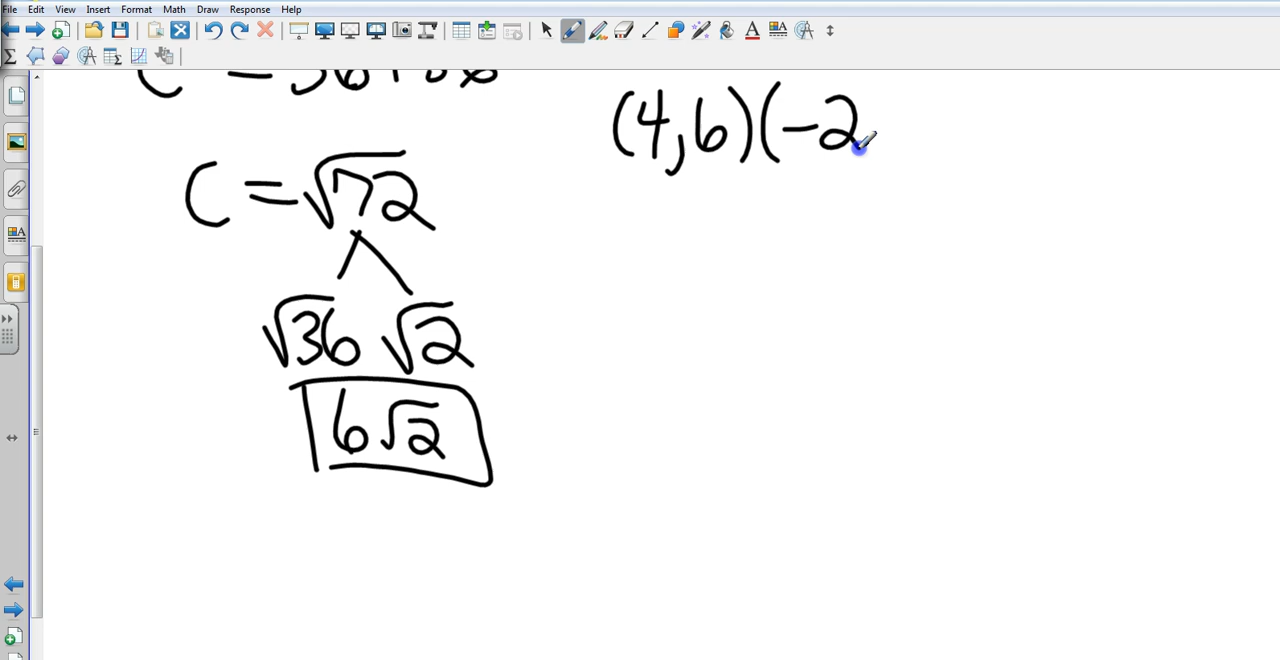 File Edit View Insert Format Math Draw Response Help
(4,6)(-2
C = √72
√36 √2
6√2